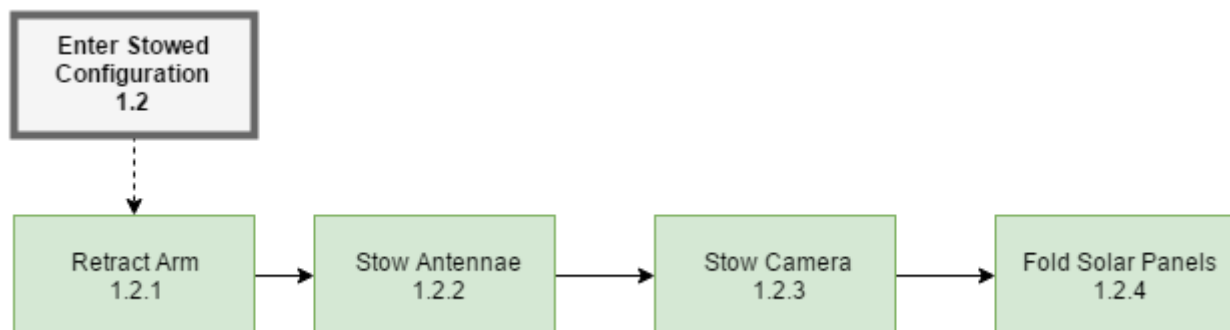 Enter Stowed
Configuration
1.2
Retract Arm
1.2.1
Stow Antennae
1.2.2
Stow Camera
1.2.3
Fold Solar Panels
1.2.4